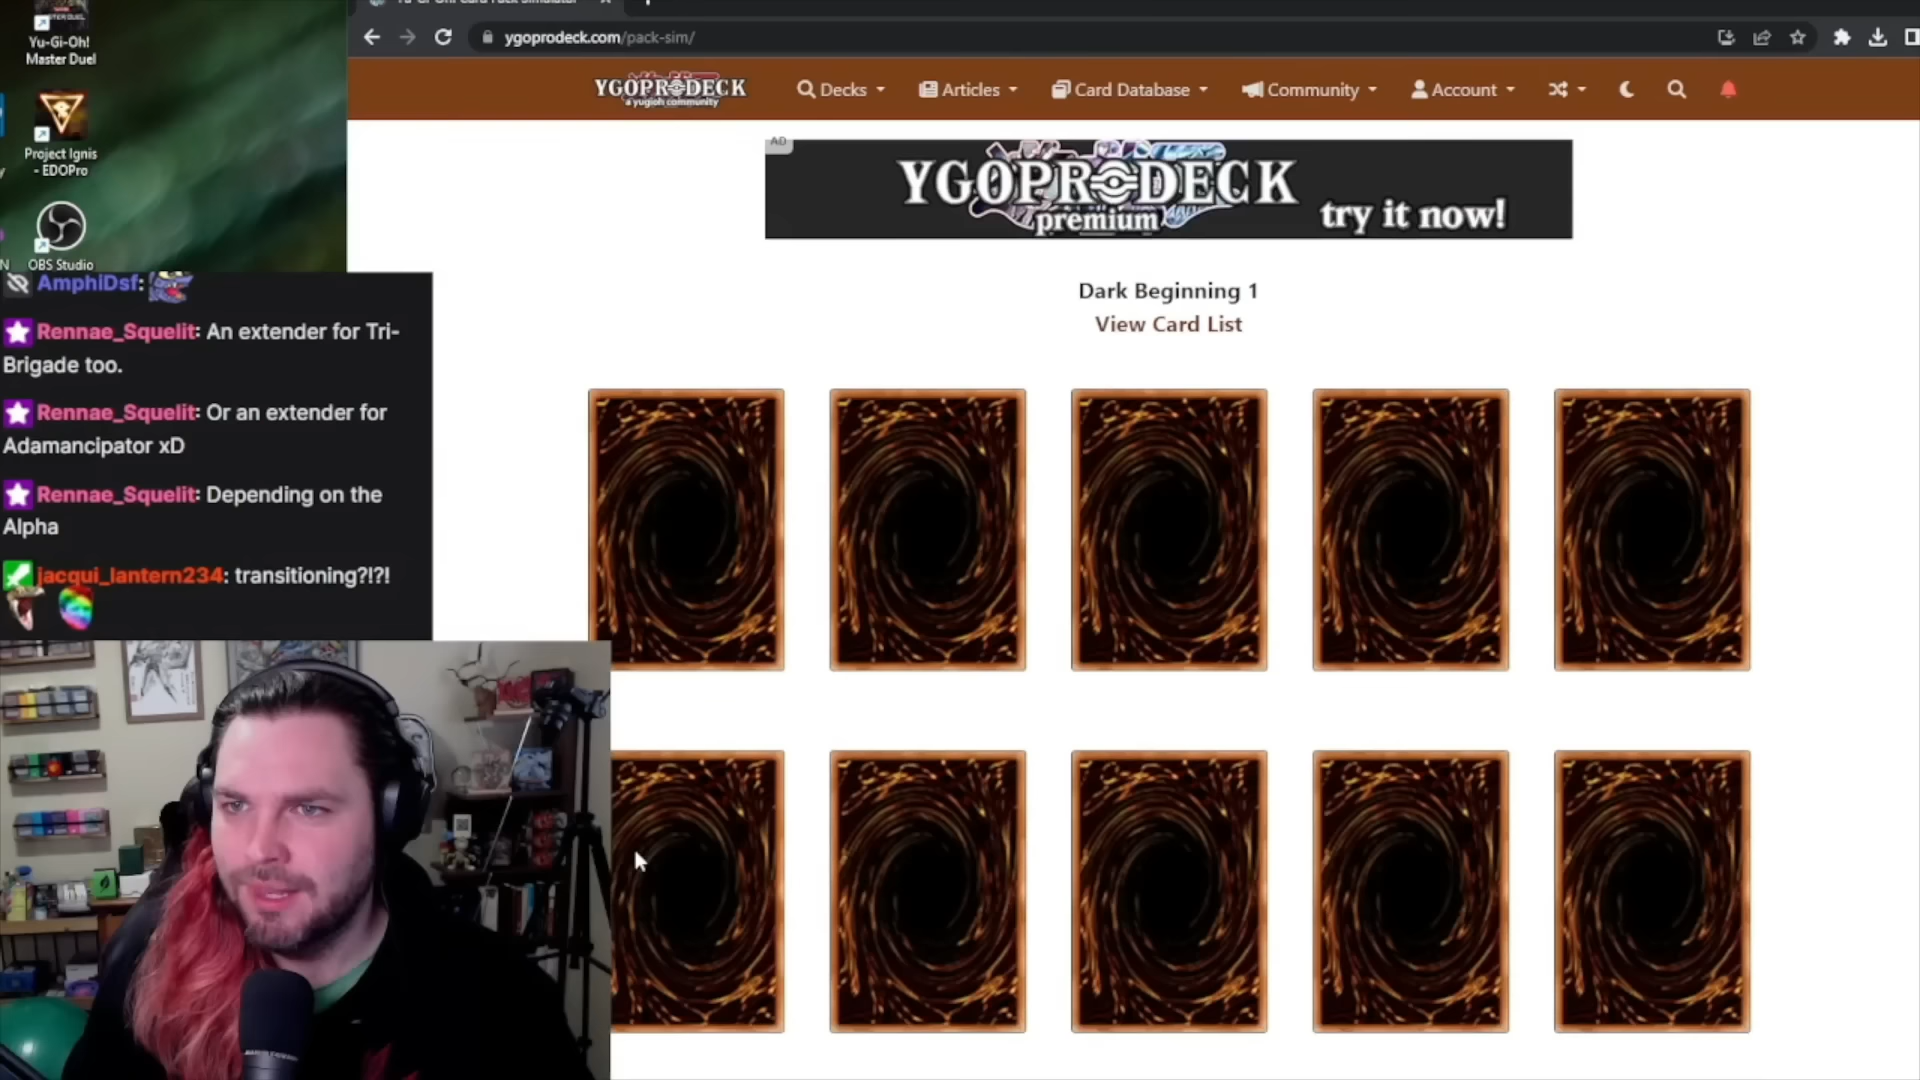 Yu-Gi-Oh!
Master Duel
Project Ignis
- EDOPro
OBS Studio
ygoprodeck.com/pack-sim/
YGOPRODECK
a yugioh community
Decks
Articles
Card Database
Community
Account
AD
YGOPRODECK
premium
try it now!
Dark Beginning 1
View Card List
AmphiDsf:
Rennae_Squelit: An extender for Tri-
Brigade too.
Rennae_Squelit: Or an extender for
Adamancipator xD
Rennae_Squelit: Depending on the
Alpha
jacqui_lantern234: transitioning?!?!